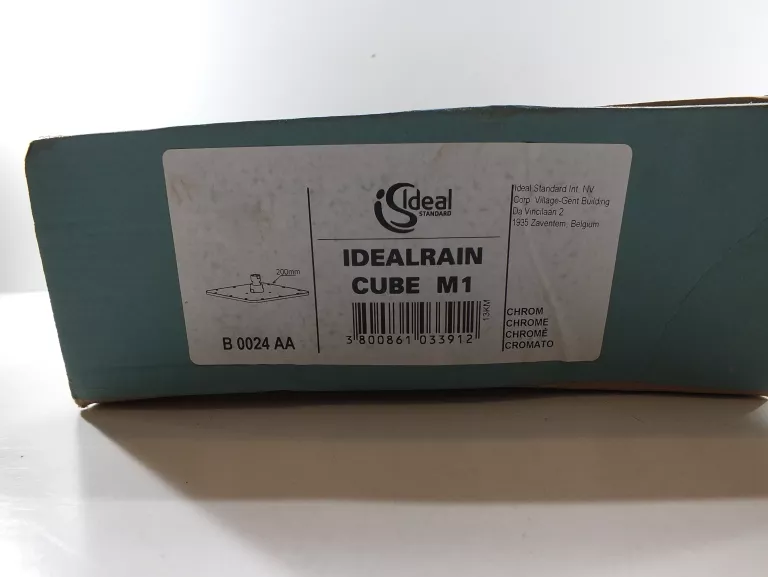 200mm
B 0024 AA
Ideal
STANDARD
IDEALRAIN
CUBE M1
13KM
3 800861 033912
Ideal Standard Int. NV
Corp. Village-Gent Building
Da Vincilaan 2
1935 Zaventem, Belgium
CHROM
CHROME
CHROMÉ
CROMATO